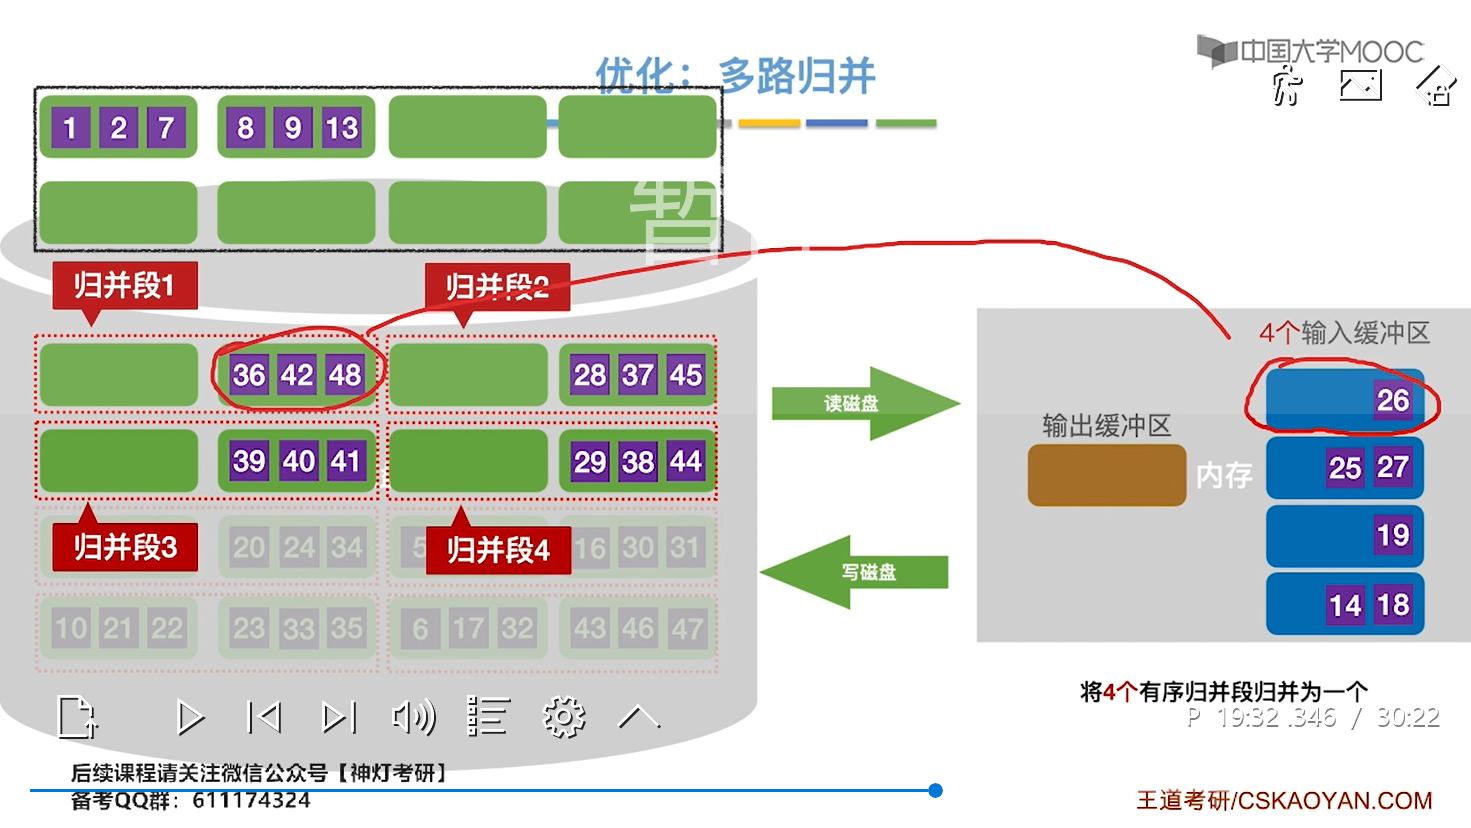 中国大学MOOC
优化：多路归并
1 2 7 8 9 13
暂
归并段1 归并段2
4个输入缓冲区
36 42 48 28 37 45
读磁盘
26
输出缓冲区
39 40 41 29 38 44
内存
25 27
归并段3 归并段4
20 24 34 5 16 30 31
19
写磁盘
10 21 22 23 33 35 6 17 32 43 46 47
14 18
将4个有序归并段归并为一个
P 19:32.346 / 30:22
后续课程请关注微信公众号【神灯考研】
备考QQ群：611174324
王道考研/CSKAOYAN.COM